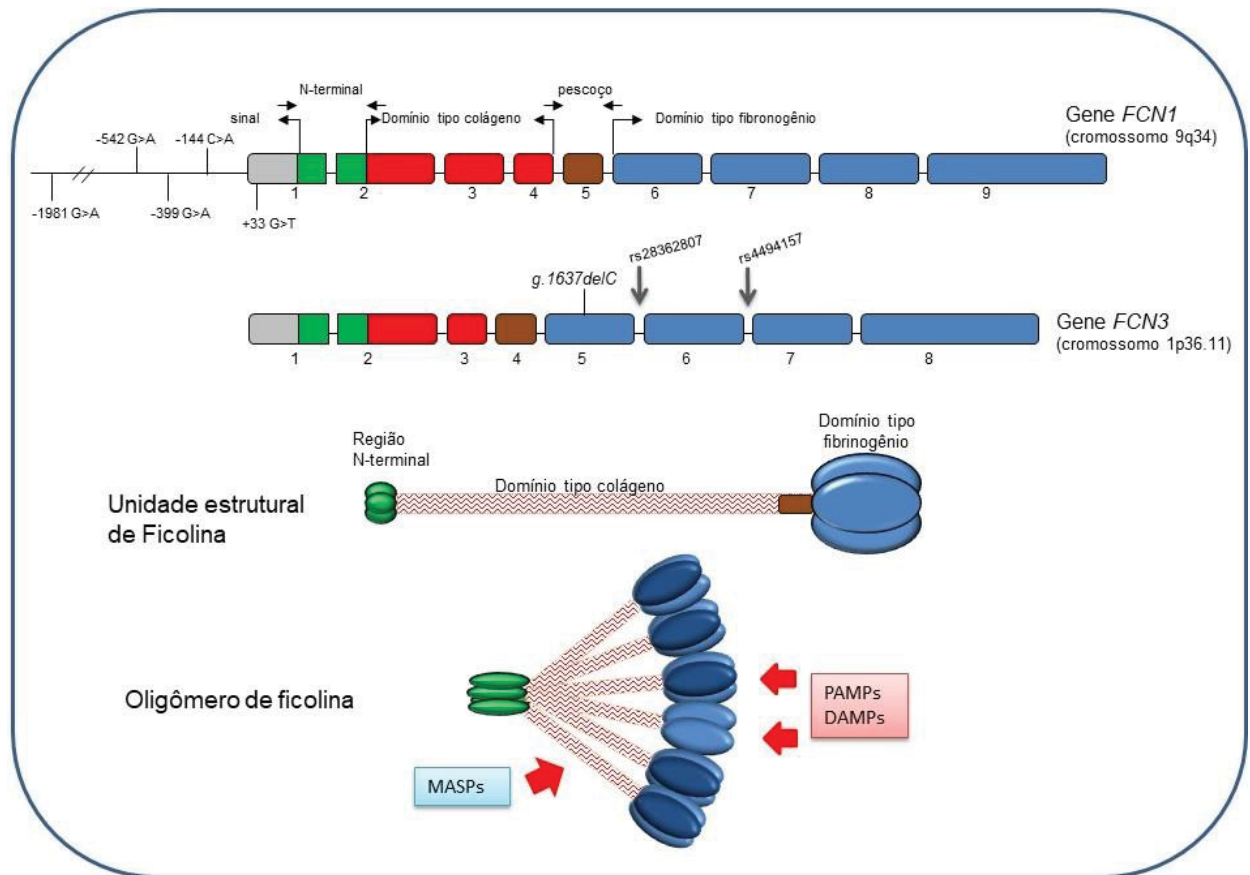 N-terminal
pescoço
sinal
Domínio tipo colágeno
Domínio tipo fibronogênio
Gene FCN1
(cromossomo 9q34)
-542 G>A
-144 C>A
1 2 3 4 5 6 7 8 9
-1981 G>A
-399 G>A
+33 G>T
rs28362807
rs4494157
g.1637delC
Gene FCN3
(cromossomo 1p36.11)
1 2 3 4 5 6 7 8
Região
N-terminal
Domínio tipo
fibrinogênio
Domínio tipo colágeno
Unidade estrutural
de Ficolina
Oligômero de ficolina
PAMPs
DAMPs
MASPs